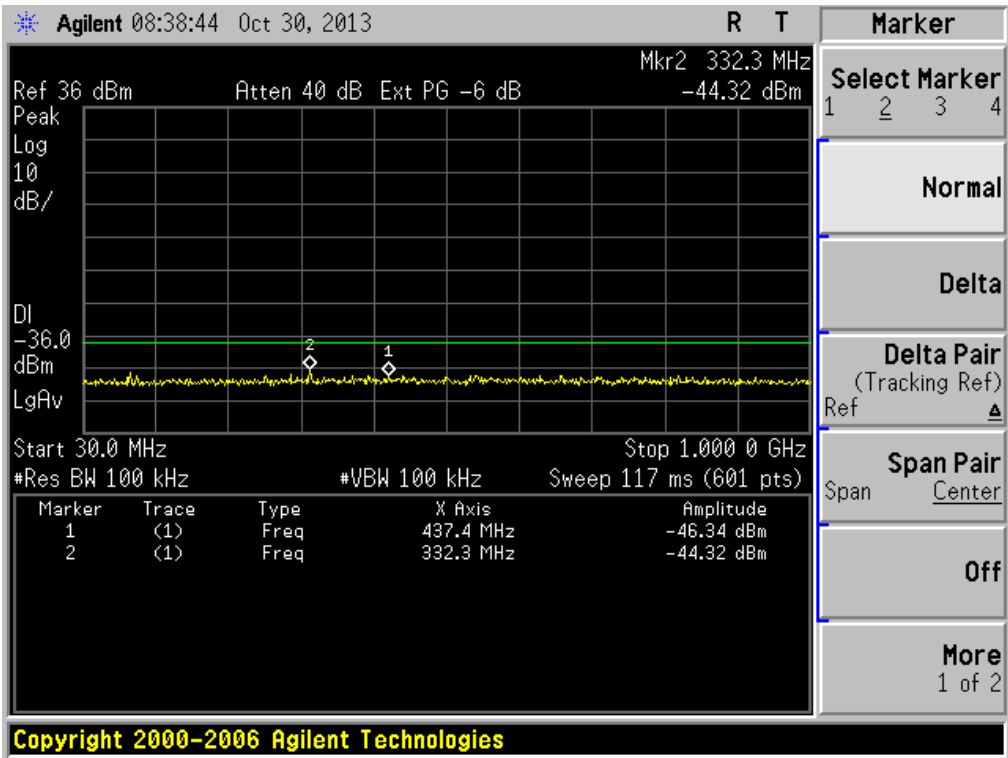 Agilent 08:38:44 Oct 30, 2013 R T
Mkr2 332.3 MHz
Ref 36 dBm Atten 40 dB Ext PG -6 dB -44.32 dBm
Peak
Log
10
dB/
DI
-36.0
dBm
LgAv
2
1
Start 30.0 MHz Stop 1.000 0 GHz
#Res BW 100 kHz #VBW 100 kHz Sweep 117 ms (601 pts)
Marker Trace Type X Axis Amplitude
1 (1) Freq 437.4 MHz -46.34 dBm
2 (1) Freq 332.3 MHz -44.32 dBm
Marker
Select Marker
1 2 3 4
Normal
Delta
Delta Pair
(Tracking Ref)
Ref Δ
Span Pair
Span Center
Off
More
1 of 2
Copyright 2000-2006 Agilent Technologies